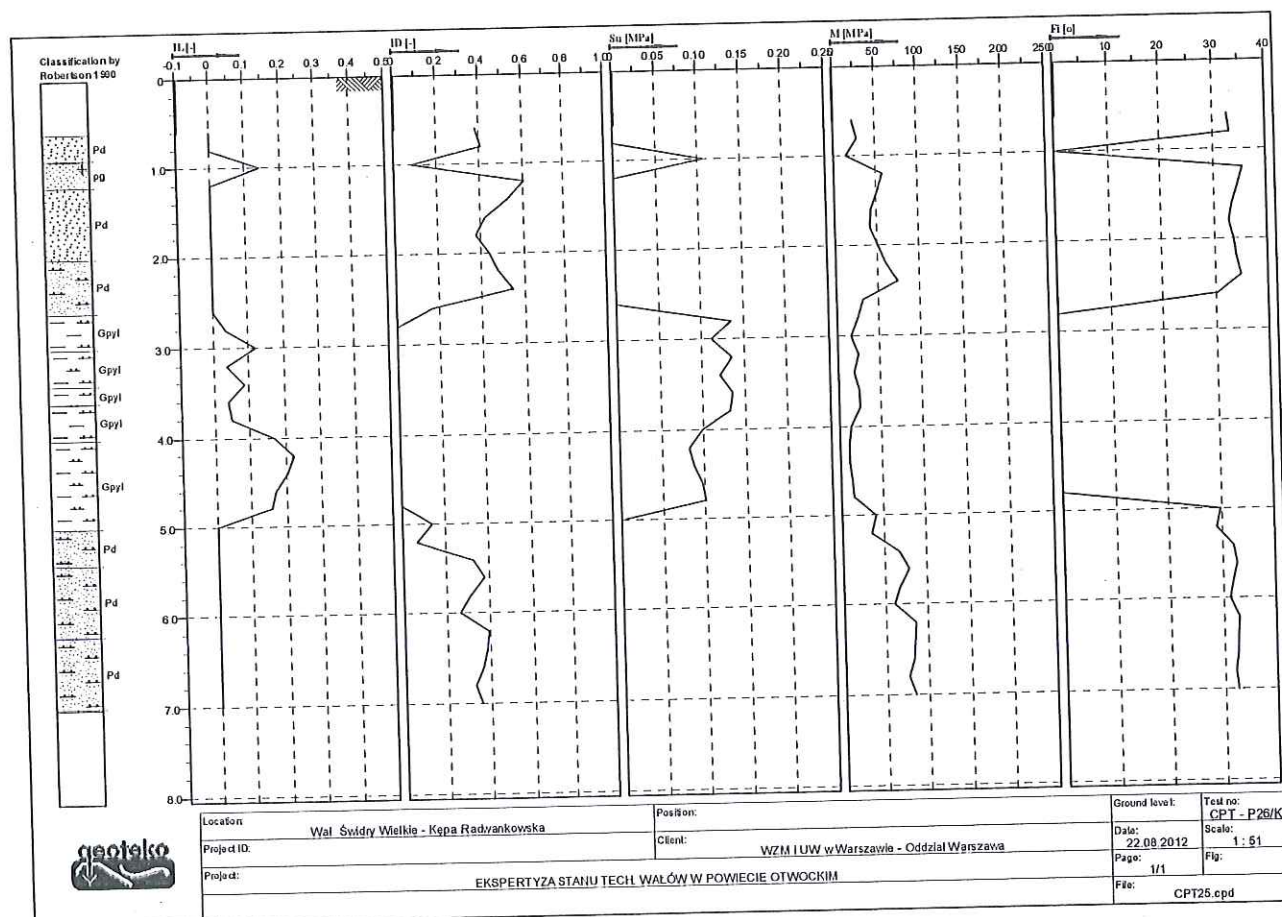 Classification by
Robertson 1990
IL [-]
-0.1 0 0.1 0.2 0.3 0.4 0.5
ID [-]
0 0.2 0.4 0.6 0.8 1.0
Su [MPa]
0 0.05 0.10 0.15 0.20 0.25
M [MPa]
0 50 100 150 200 250
Fi [o]
0 10 20 30 40
0
1.0
2.0
3.0
4.0
5.0
6.0
7.0
8.0
Pd
Pg
Pd
Pd
Gpyl
Gpyl
Gpyl
Gpyl
Gpyl
Pd
Pd
Pd
geoteko
Location:
Wał Świdry Wielkie - Kępa Radwankowska
Position:
Ground level:
Test no:
CPT - P26/K
Project ID:
Client:
WZM I UW w Warszawie - Oddział Warszawa
Date:
22.08.2012
Scale:
1 : 51
Project:
EKSPERTYZA STANU TECH. WAŁÓW W POWIECIE OTWOCKIM
Page:
1/1
Fig:
File:
CPT25.cpd